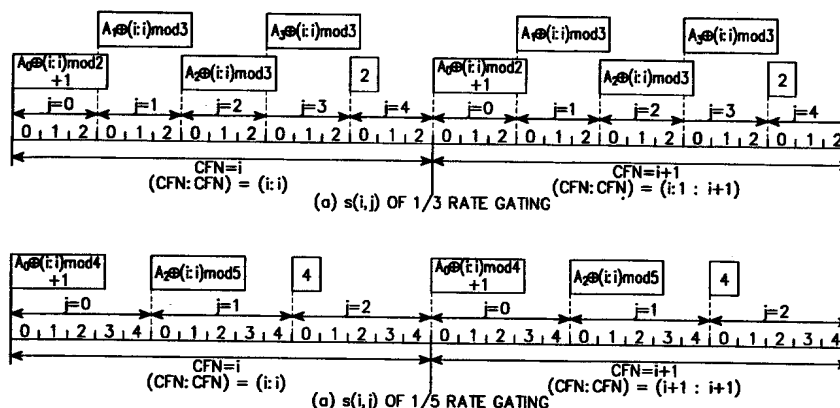 A₁⊕(i:i)mod3 A₃⊕(i:i)mod3 A₁⊕(i:i)mod3 A₃⊕(i:i)mod3
A₀⊕(i:i)mod2 +1 A₂⊕(i:i)mod3 2 A₀⊕(i:i)mod2 +1 A₂⊕(i:i)mod3 2
j=0 j=1 j=2 j=3 j=4 j=0 j=1 j=2 j=3 j=4
0 1 2 0 1 2 0 1 2 0 1 2 0 1 2 0 1 2 0 1 2 0 1 2 0 1 2 0 1 2
CFN=i CFN=i+1
(CFN:CFN) = (i:i) (CFN:CFN) = (i:1 : i+1)
(a) s(i,j) OF 1/3 RATE GATING
A₀⊕(i:i)mod4 +1 A₂⊕(i:i)mod5 4 A₀⊕(i:i)mod4 +1 A₂⊕(i:i)mod5 4
j=0 j=1 j=2 j=0 j=1 j=2
0 1 2 3 4 0 1 2 3 4 0 1 2 3 4 0 1 2 3 4 0 1 2 3 4 0 1 2 3 4
CFN=i CFN=i+1
(CFN:CFN) = (i:i) (CFN:CFN) = (i+1 : i+1)
(a) s(i,j) OF 1/5 RATE GATING